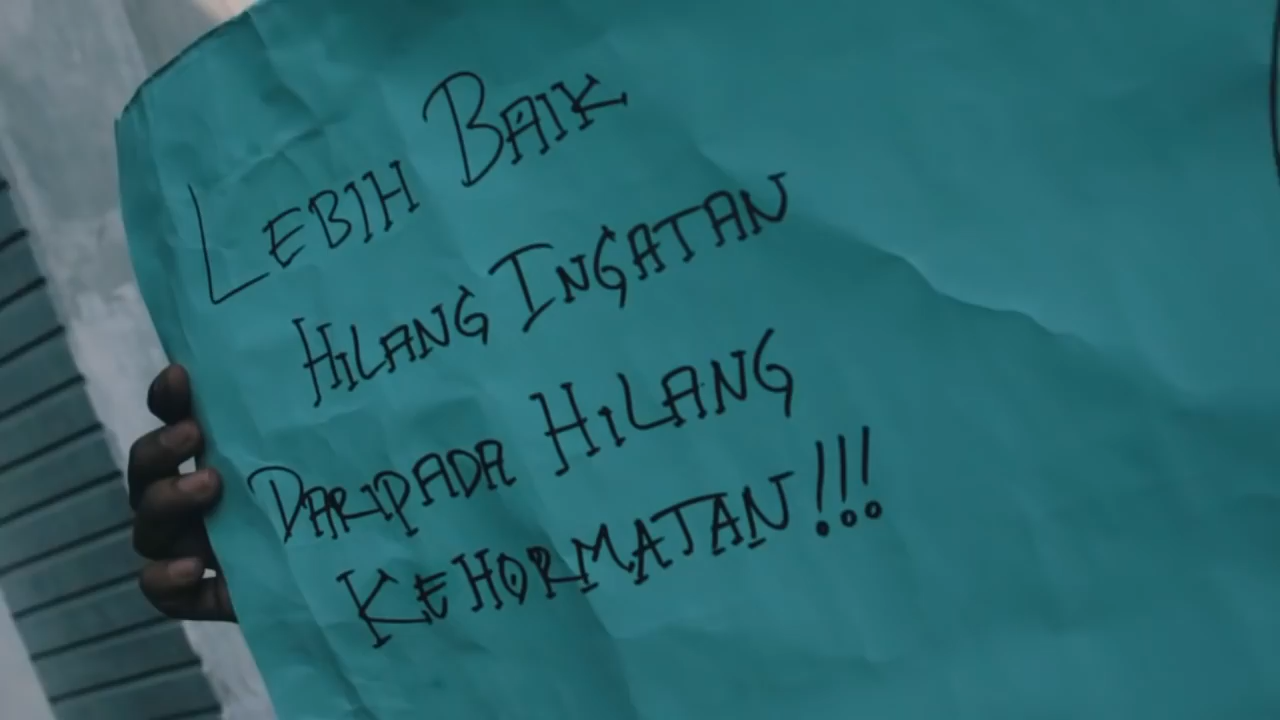 LEBIH BAIK
HILANG INGATAN
DARIPADA HILANG
KEHORMATAN!!!